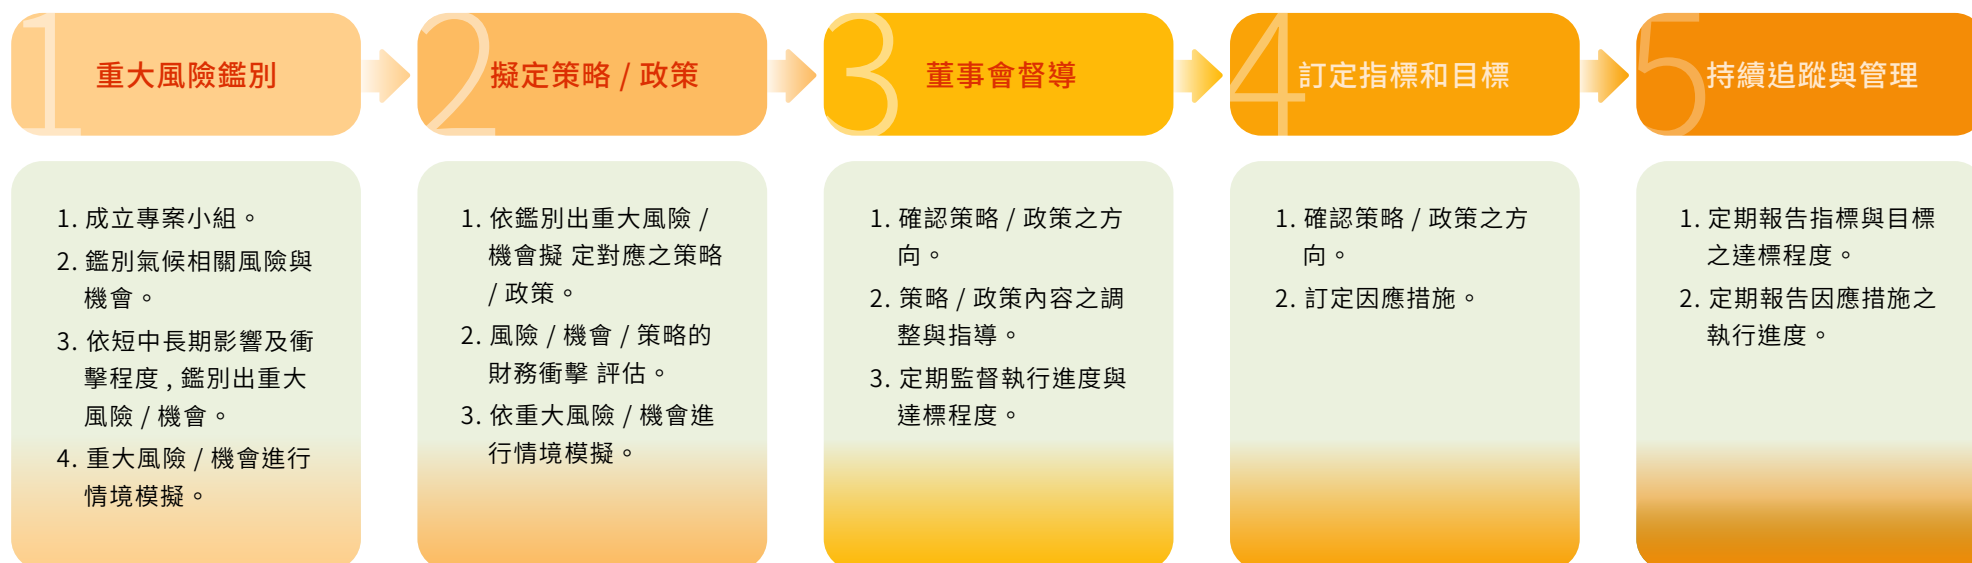 1
重大風險鑑別
1. 成立專案小組。
2. 鑑別氣候相關風險與
機會。
3. 依短中長期影響及衝
擊程度 , 鑑別出重大
風險 / 機會。
4. 重大風險 / 機會進行
情境模擬。
2
擬定策略 / 政策
1. 依鑑別出重大風險 /
機會擬 定對應之策略
/ 政策。
2. 風險 / 機會 / 策略的
財務衝擊 評估。
3. 依重大風險 / 機會進
行情境模擬。
3
董事會督導
1. 確認策略 / 政策之方
向。
2. 策略 / 政策內容之調
整與指導。
3. 定期監督執行進度與
達標程度。
4
訂定指標和目標
1. 確認策略 / 政策之方
向。
2. 訂定因應措施。
5
持續追蹤與管理
1. 定期報告指標與目標
之達標程度。
2. 定期報告因應措施之
執行進度。